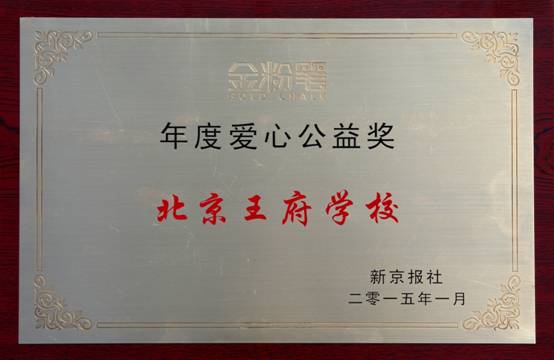 金粉笔
GOLD CHALK
年度爱心公益奖
北京王府学校
新京报社
二零一五年一月